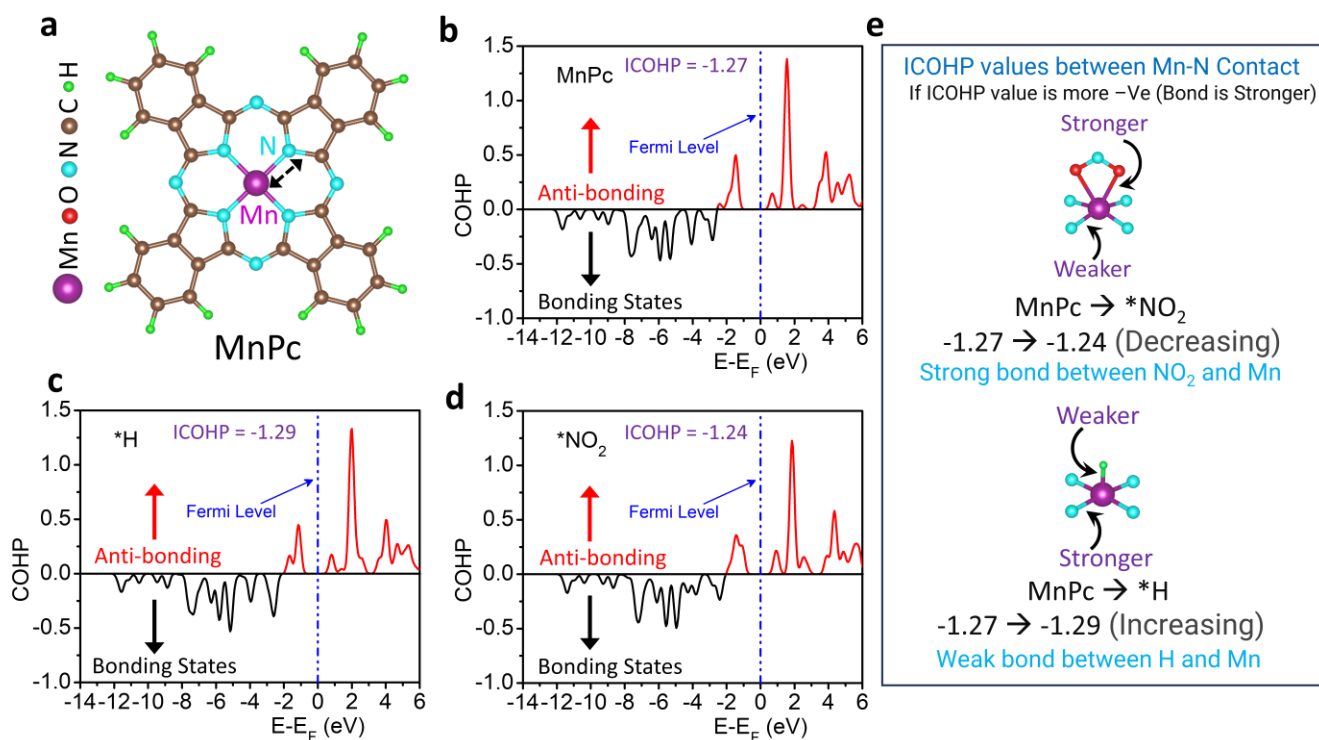 a
Mn O N C H
N
Mn
MnPc
b
1.5
1.0
0.5
0.0
-0.5
-1.0
COHP
MnPc
ICOHP = -1.27
Fermi Level
Anti-bonding
Bonding States
-14 -12 -10 -8 -6 -4 -2 0 2 4 6
E-E_F (eV)
c
1.5
1.0
0.5
0.0
-0.5
-1.0
COHP
*H
ICOHP = -1.29
Fermi Level
Anti-bonding
Bonding States
-14 -12 -10 -8 -6 -4 -2 0 2 4 6
E-E_F (eV)
d
1.5
1.0
0.5
0.0
-0.5
-1.0
COHP
*NO₂
ICOHP = -1.24
Fermi Level
Anti-bonding
Bonding States
-14 -12 -10 -8 -6 -4 -2 0 2 4 6
E-E_F (eV)
e
ICOHP values between Mn-N Contact
If ICOHP value is more –Ve (Bond is Stronger)
Stronger
Weaker
MnPc → *NO₂
-1.27 → -1.24 (Decreasing)
Strong bond between NO₂ and Mn
Weaker
Stronger
MnPc → *H
-1.27 → -1.29 (Increasing)
Weak bond between H and Mn